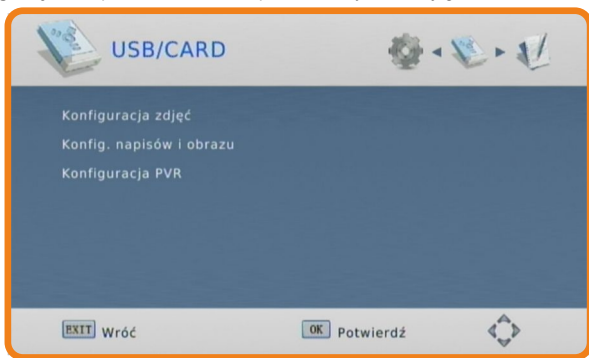 USB/CARD
Konfiguracja zdjęć
Konfig. napisów i obrazu
Konfiguracja PVR
EXIT Wróć
OK Potwierdź